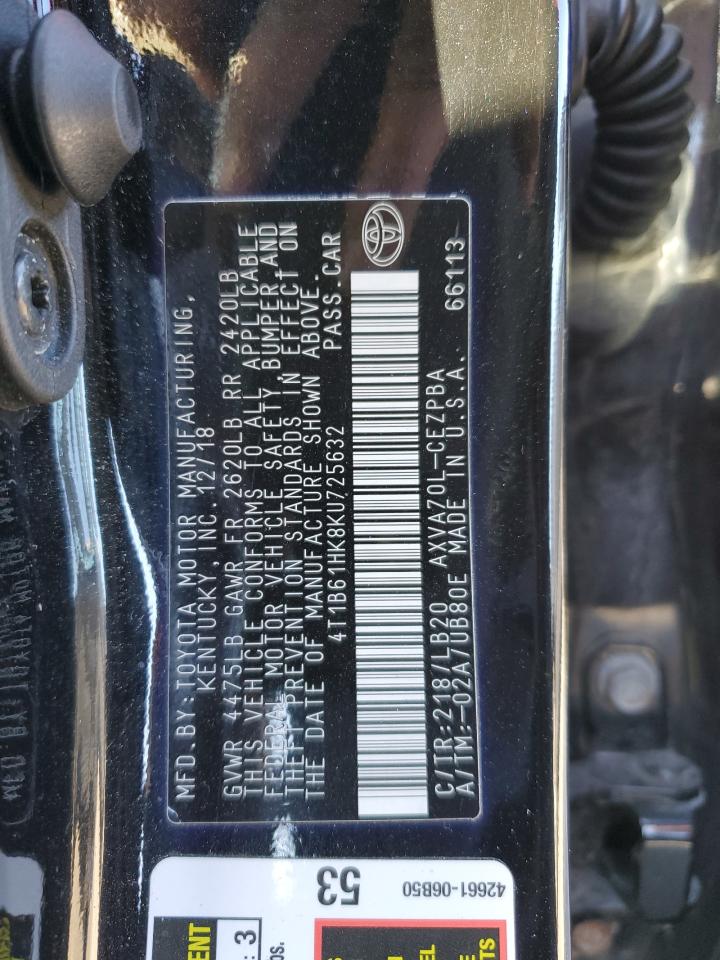 MFD.BY:TOYOTA MOTOR MANUFACTURING,
KENTUCKY,INC. 12/18
GVWR 4475LB GAWR FR 2620LB RR 2420LB
THIS VEHICLE CONFORMS TO ALL APPLICABLE
FEDERAL MOTOR VEHICLE SAFETY,BUMPER,AND
THEFT PREVENTION STANDARDS IN EFFECT ON
THE DATE OF MANUFACTURE SHOWN ABOVE.
4T1B61HK8KU725632 PASS.CAR
C/TR:218/LB20 AXVA70L-CEZPBA
A/TM:-02A/UB80E MADE IN U.S.A. 66113
53
42661-06B50
3